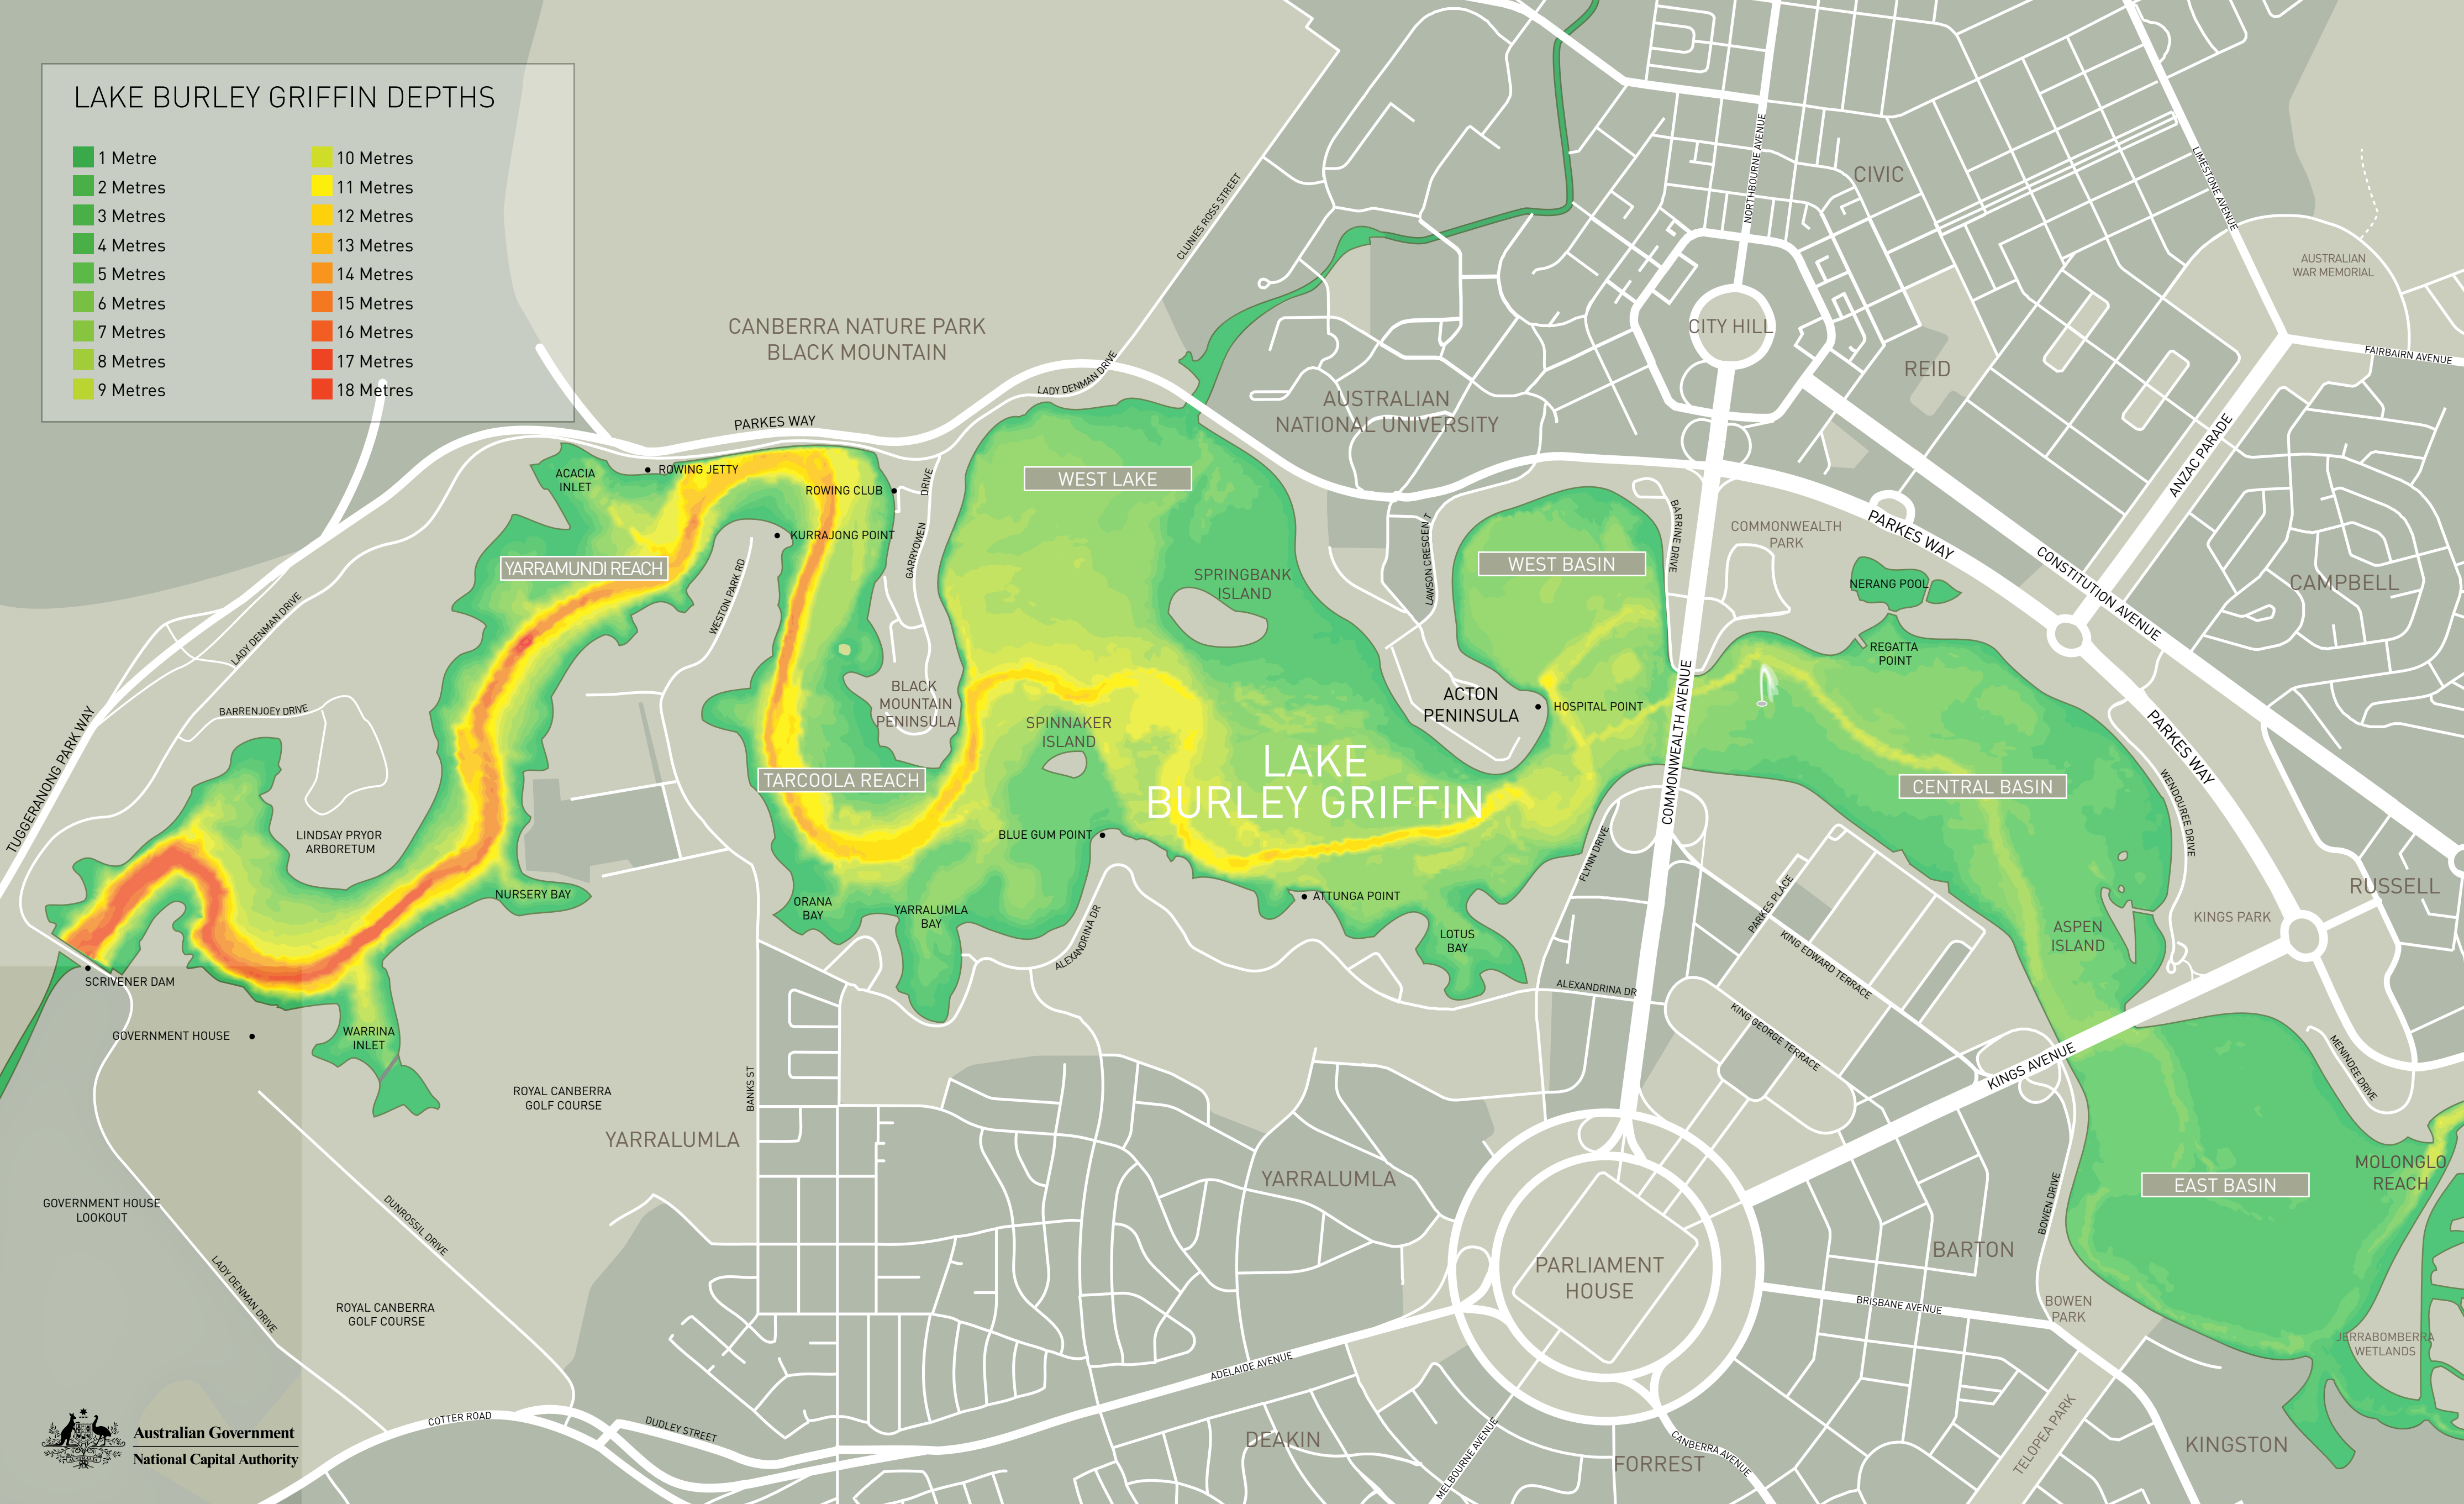 LAKE BURLEY GRIFFIN DEPTHS
1 Metre
2 Metres
3 Metres
4 Metres
5 Metres
6 Metres
7 Metres
8 Metres
9 Metres
10 Metres
11 Metres
12 Metres
13 Metres
14 Metres
15 Metres
16 Metres
17 Metres
18 Metres
CANBERRA NATURE PARK
BLACK MOUNTAIN
CLUNIES ROSS STREET
LADY DENMAN DRIVE
PARKES WAY
NORTHBOURNE AVENUE
CIVIC
LIMESTONE AVENUE
AUSTRALIAN
WAR MEMORIAL
CITY HILL
REID
FAIRBAIRN AVENUE
AUSTRALIAN
NATIONAL UNIVERSITY
ANZAC PARADE
ACACIA
INLET
ROWING JETTY
ROWING CLUB
KURRAJONG POINT
GARRYOWEN
DRIVE
WEST LAKE
YARRAMUNDI REACH
WESTON PARK RD
SPRINGBANK
ISLAND
LAWSON CRESCENT
WEST BASIN
BARRINE DRIVE
COMMONWEALTH
PARK
PARKES WAY
CONSTITUTION AVENUE
NERANG POOL
CAMPBELL
REGATTA
POINT
LADY DENMAN DRIVE
BARRENJOEY DRIVE
TUGGERANONG PARK WAY
BLACK
MOUNTAIN
PENINSULA
SPINNAKER
ISLAND
ACTON
PENINSULA
HOSPITAL POINT
COMMONWEALTH AVENUE
PARKES WAY
WENDOUREE DRIVE
TARCOOLA REACH
LAKE
BURLEY GRIFFIN
CENTRAL BASIN
LINDSAY PRYOR
ARBORETUM
BLUE GUM POINT
FLYNN DRIVE
RUSSELL
NURSERY BAY
ORANA
BAY
YARRALUMLA
BAY
ALEXANDRINA DR
ATTUNGA POINT
LOTUS
BAY
PARKES PLACE
KING EDWARD TERRACE
ASPEN
ISLAND
KINGS PARK
SCRIVENER DAM
GOVERNMENT HOUSE
WARRINA
INLET
ALEXANDRINA DR
KING GEORGE TERRACE
KINGS AVENUE
MENINDEE DRIVE
ROYAL CANBERRA
GOLF COURSE
BANKS ST
YARRALUMLA
YARRALUMLA
MOLONGLO
REACH
EAST BASIN
GOVERNMENT HOUSE
LOOKOUT
DUNROSSIL DRIVE
LADY DENMAN DRIVE
BOWEN DRIVE
BARTON
PARLIAMENT
HOUSE
ROYAL CANBERRA
GOLF COURSE
BRISBANE AVENUE
BOWEN
PARK
JERRABOMBERRA
WETLANDS
ADELAIDE AVENUE
COTTER ROAD
DUDLEY STREET
DEAKIN
MELBOURNE AVENUE
FORREST
CANBERRA AVENUE
TELOPEA PARK
KINGSTON
Australian Government
National Capital Authority